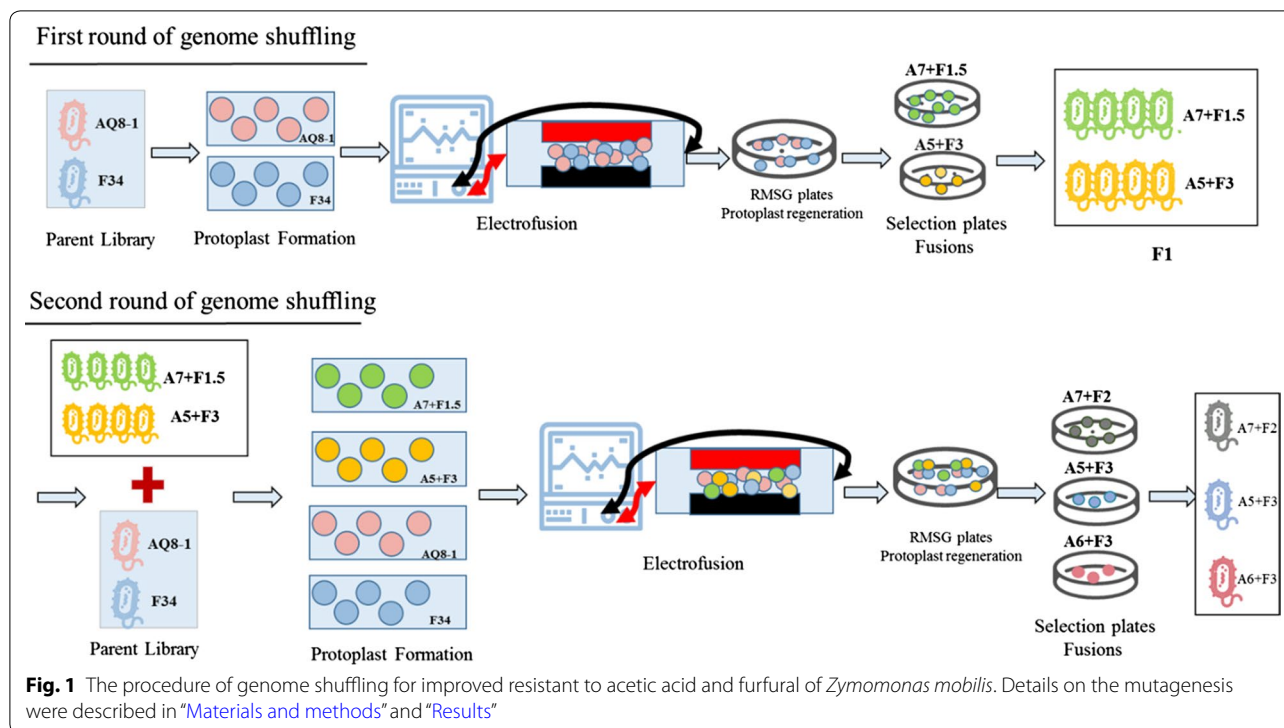 First round of genome shuffling
AQ8-1
F34
Parent Library
AQ8-1
F34
Protoplast Formation
Electrofusion
RMSG plates
Protoplast regeneration
A7+F1.5
A5+F3
Selection plates
Fusions
A7+F1.5
A5+F3
F1
Second round of genome shuffling
A7+F1.5
A5+F3
AQ8-1
F34
Parent Library
A7+F1.5
A5+F3
AQ8-1
F34
Protoplast Formation
Electrofusion
RMSG plates
Protoplast regeneration
A7+F2
A5+F3
A6+F3
Selection plates
Fusions
A7+F2
A5+F3
A6+F3
Fig. 1 The procedure of genome shuffling for improved resistant to acetic acid and furfural of Zymomonas mobilis. Details on the mutagenesis
were described in “Materials and methods” and “Results”